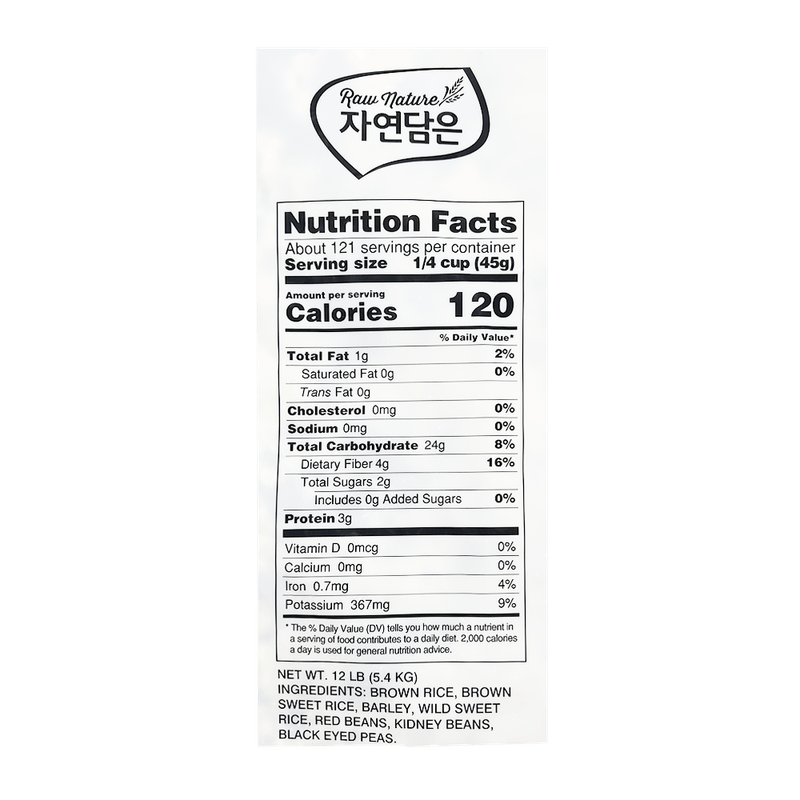 Raw Nature
자연담은
Nutrition Facts
About 121 servings per container
Serving size 1/4 cup (45g)
Amount per serving
Calories 120
% Daily Value*
Total Fat 1g 2%
Saturated Fat 0g 0%
Trans Fat 0g
Cholesterol 0mg 0%
Sodium 0mg 0%
Total Carbohydrate 24g 8%
Dietary Fiber 4g 16%
Total Sugars 2g
Includes 0g Added Sugars 0%
Protein 3g
Vitamin D 0mcg 0%
Calcium 0mg 0%
Iron 0.7mg 4%
Potassium 367mg 9%
* The % Daily Value (DV) tells you how much a nutrient in
a serving of food contributes to a daily diet. 2,000 calories
a day is used for general nutrition advice.
NET WT. 12 LB (5.4 KG)
INGREDIENTS: BROWN RICE, BROWN
SWEET RICE, BARLEY, WILD SWEET
RICE, RED BEANS, KIDNEY BEANS,
BLACK EYED PEAS.